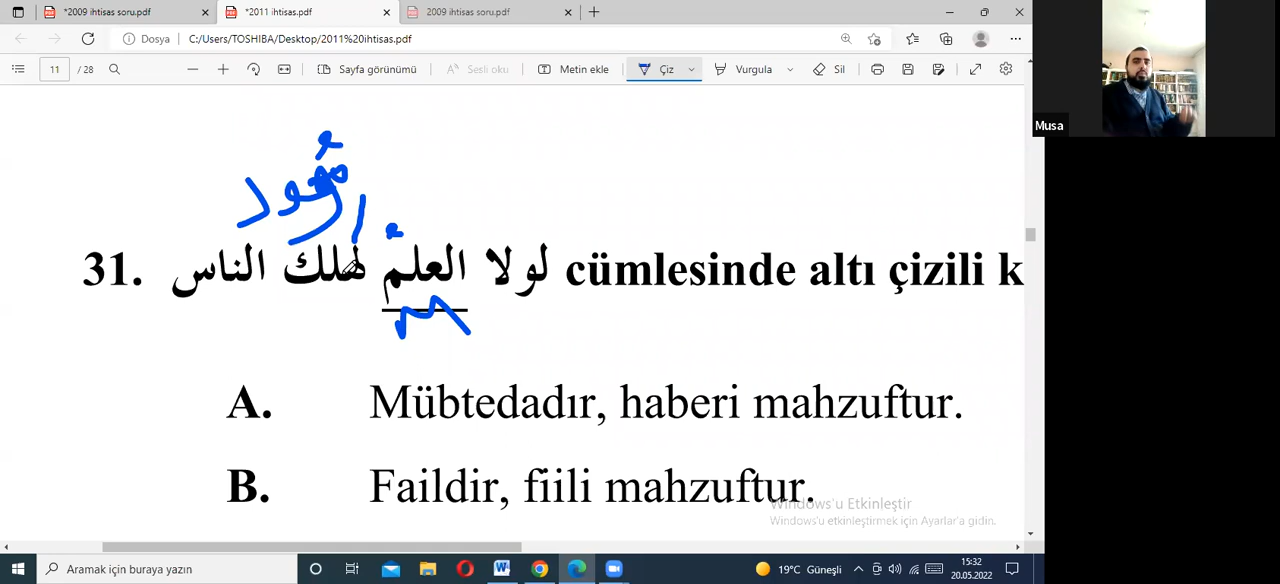 *2009 ihtisas soru.pdf *2011 ihtisas.pdf 2009 ihtisas soru.pdf
Dosya C:/Users/TOSHIBA/Desktop/2011%20ihtisas.pdf
11 / 28 Sayfa görünümü Sesli oku Metin ekle Çiz Vurgula Sil
Musa
31. لولا العلم لهلك الناس cümlesinde altı çizili k
A. Mübtedadır, haberi mahzuftur.
B. Faildir, fiili mahzuftur.
Windows'u Etkinleştir
Windows'u etkinleştirmek için Ayarlar'a gidin.
Aramak için buraya yazın 19°C Güneşli 15:32
20.05.2022